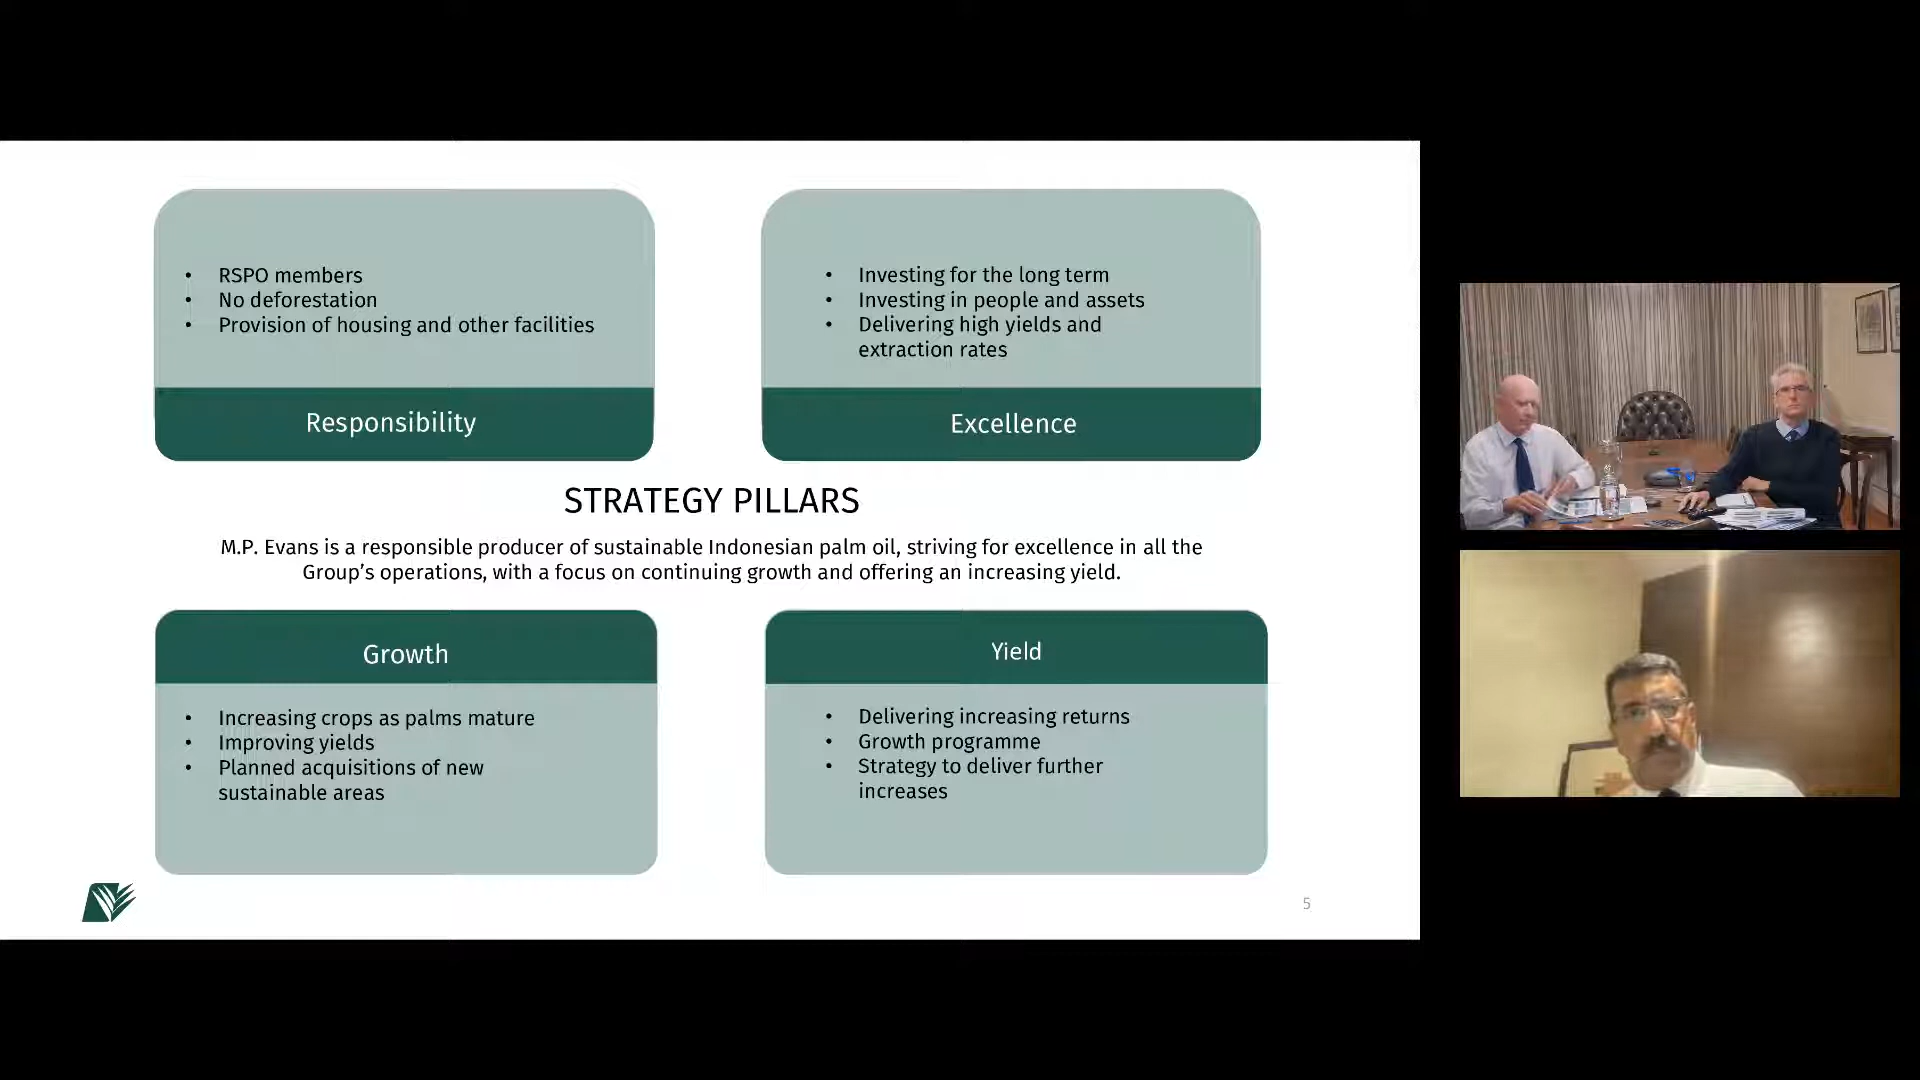 • RSPO members
• No deforestation
• Provision of housing and other facilities
Responsibility
• Investing for the long term
• Investing in people and assets
• Delivering high yields and
extraction rates
Excellence
STRATEGY PILLARS
M.P. Evans is a responsible producer of sustainable Indonesian palm oil, striving for excellence in all the
Group’s operations, with a focus on continuing growth and offering an increasing yield.
Growth
• Increasing crops as palms mature
• Improving yields
• Planned acquisitions of new
sustainable areas
Yield
• Delivering increasing returns
• Growth programme
• Strategy to deliver further
increases
5